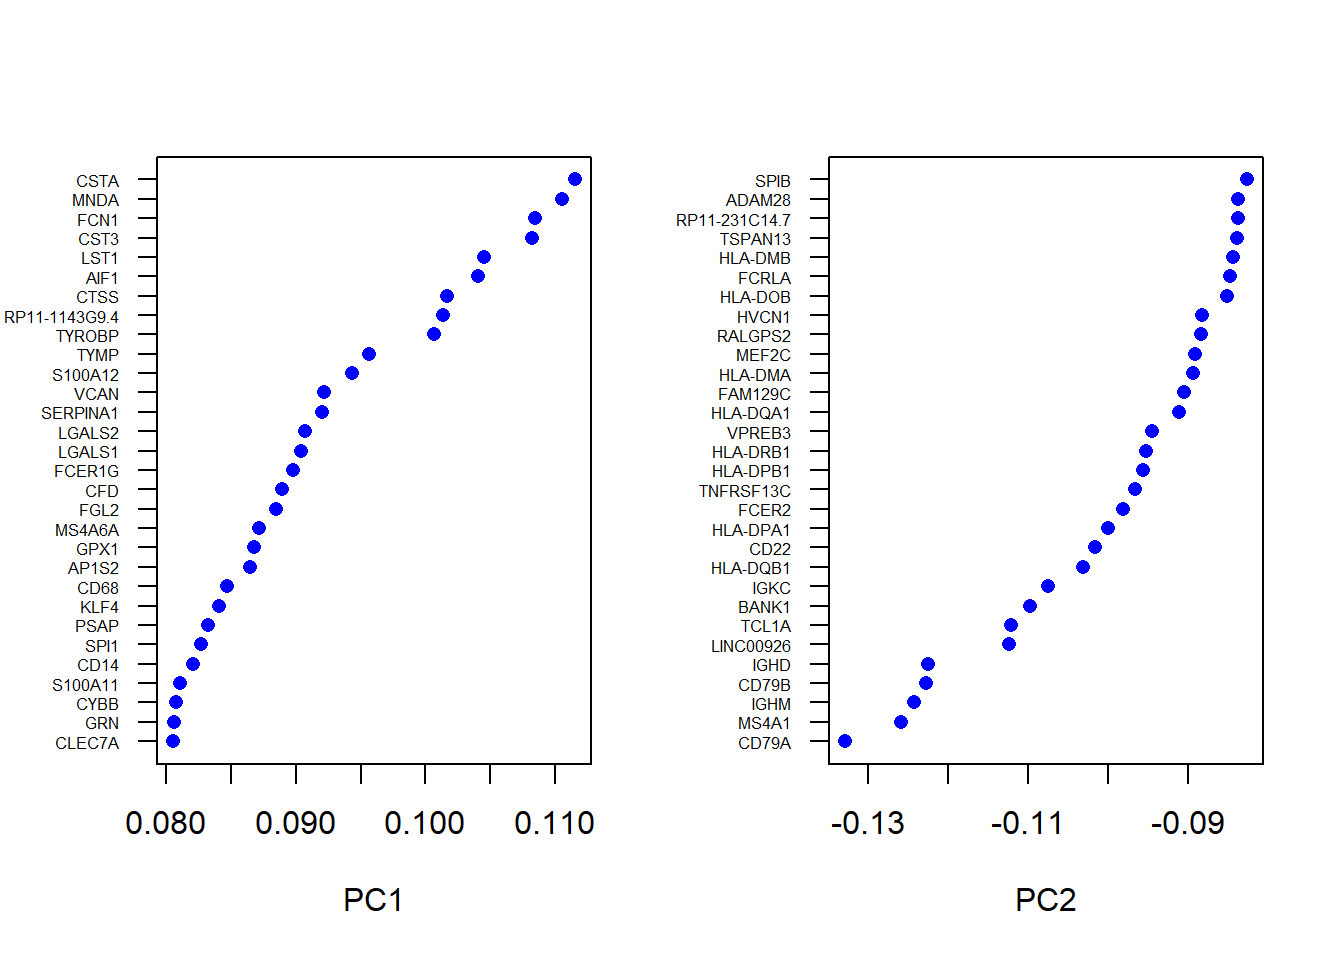 CSTA
MNDA
FCN1
CST3
LST1
AIF1
CTSS
RP11-1143G9.4
TYROBP
TYMP
S100A12
VCAN
SERPINA1
LGALS2
LGALS1
FCER1G
CFD
FGL2
MS4A6A
GPX1
AP1S2
CD68
KLF4
PSAP
SPI1
CD14
S100A11
CYBB
GRN
CLEC7A
0.080 0.090 0.100 0.110
PC1
SPIB
ADAM28
RP11-231C14.7
TSPAN13
HLA-DMB
FCRLA
HLA-DOB
HVCN1
RALGPS2
MEF2C
HLA-DMA
FAM129C
HLA-DQA1
VPREB3
HLA-DRB1
HLA-DPB1
TNFRSF13C
FCER2
HLA-DPA1
CD22
HLA-DQB1
IGKC
BANK1
TCL1A
LINC00926
IGHD
CD79B
IGHM
MS4A1
CD79A
-0.13 -0.11 -0.09
PC2